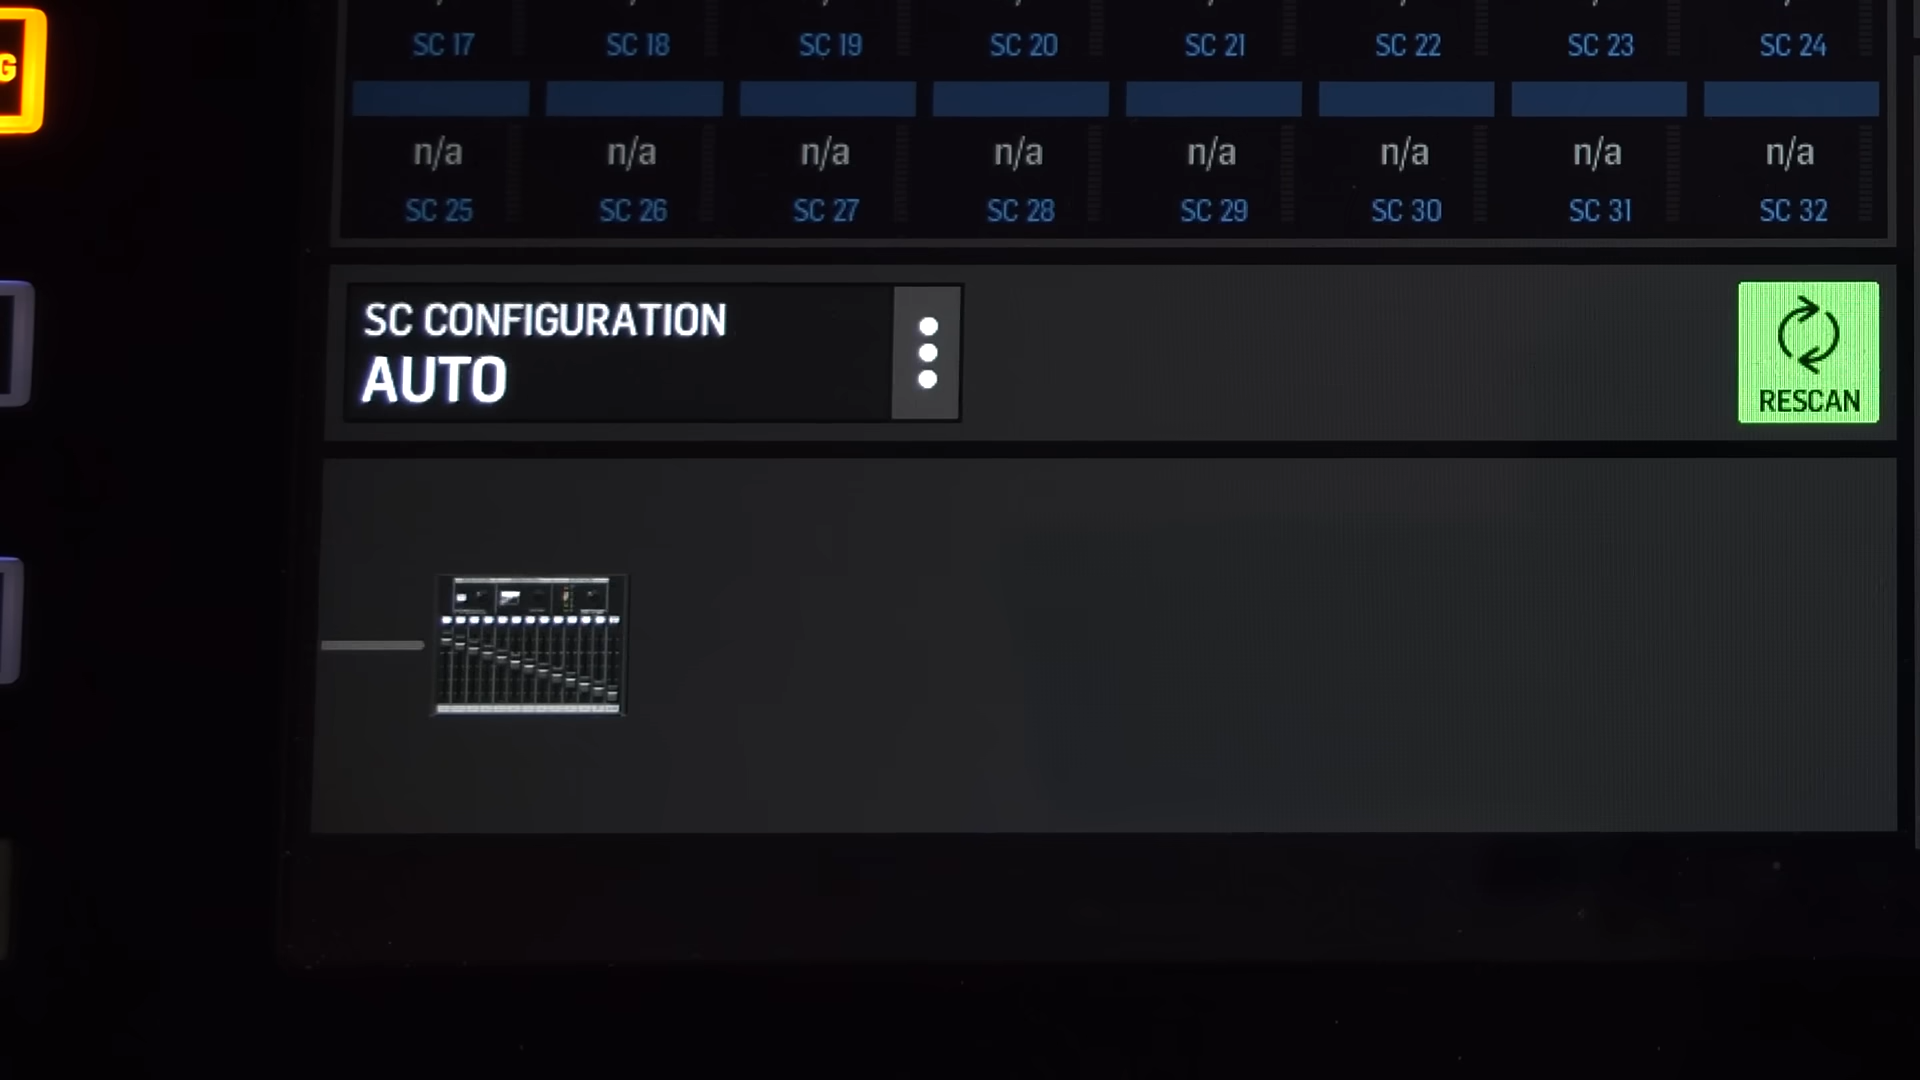 SC 17 SC 18 SC 19 SC 20 SC 21 SC 22 SC 23 SC 24
n/a n/a n/a n/a n/a n/a n/a n/a
SC 25 SC 26 SC 27 SC 28 SC 29 SC 30 SC 31 SC 32
SC CONFIGURATION
AUTO
RESCAN